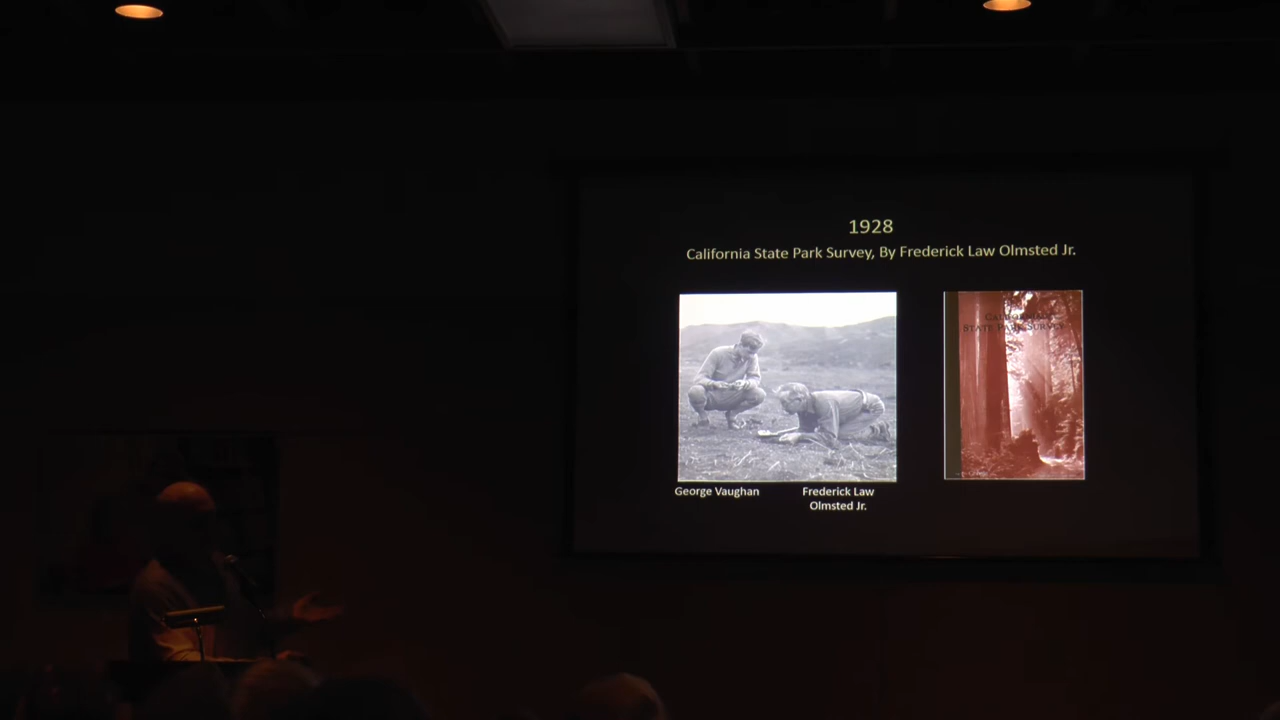 1928
California State Park Survey, By Frederick Law Olmsted Jr.
CALIFORNIA
STATE PARK SURVEY
George Vaughan
Frederick Law
Olmsted Jr.